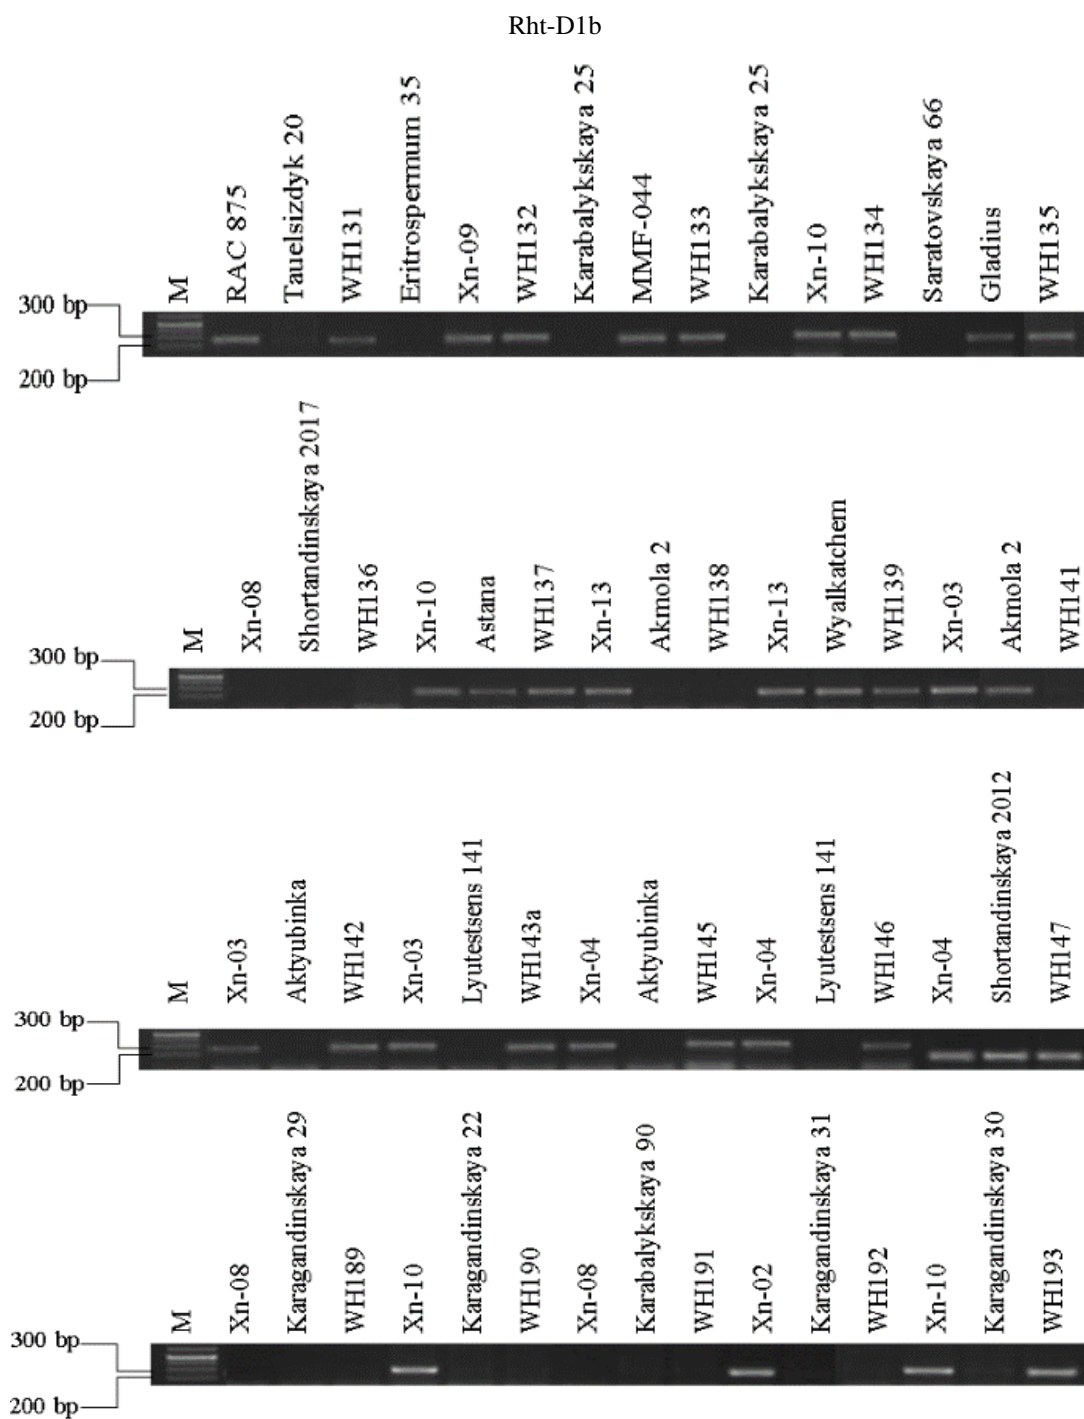 Rht-D1b
M
RAC 875
Tauelsizdyk 20
WH131
Eritrospermum 35
Xn-09
WH132
Karabalykskaya 25
MMF-044
WH133
Karabalykskaya 25
Xn-10
WH134
Saratovskaya 66
Gladius
WH135
300 bp
200 bp
M
Xn-08
Shortandinskaya 2017
WH136
Xn-10
Astana
WH137
Xn-13
Akmola 2
WH138
Xn-13
Wyalkatchem
WH139
Xn-03
Akmola 2
WH141
300 bp
200 bp
M
Xn-03
Aktyubinka
WH142
Xn-03
Lyutestsens 141
WH143a
Xn-04
Aktyubinka
WH145
Xn-04
Lyutestsens 141
WH146
Xn-04
Shortandinskaya 2012
WH147
300 bp
200 bp
M
Xn-08
Karagandinskaya 29
WH189
Xn-10
Karagandinskaya 22
WH190
Xn-08
Karabalykskaya 90
WH191
Xn-02
Karagandinskaya 31
WH192
Xn-10
Karagandinskaya 30
WH193
300 bp
200 bp